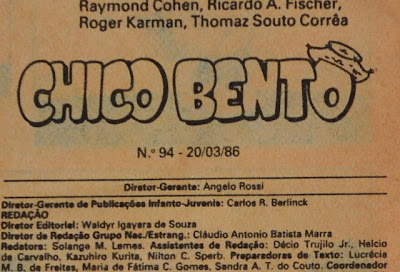 Raymond Cohen, Ricardo A. Fischer,
Roger Karman, Thomaz Souto Corrêa
CHICO BENTO
N.º 94 - 20/03/86
Diretor-Gerente: Angelo Rossi
Diretor-Gerente de Publicações Infanto-Juvenis: Carlos R. Berlinck
REDAÇÃO
Diretor Editorial: Waldyr Igayara de Souza
Diretor de Redação Grupo Nac./Estrang.: Cláudio Antonio Batista Marra
Redatora: Solange M. Lemes. Assistentes de Redação: Décio Trujilo Jr., Helcio
de Carvalho, Kazuhiro Kurita, Nilton C. Sperb. Preparadores de Texto: Lucrécia
M. B. de Freitas, Maria de Fátima C. Gomes, Sandra A. T. do Couto. Coordenador